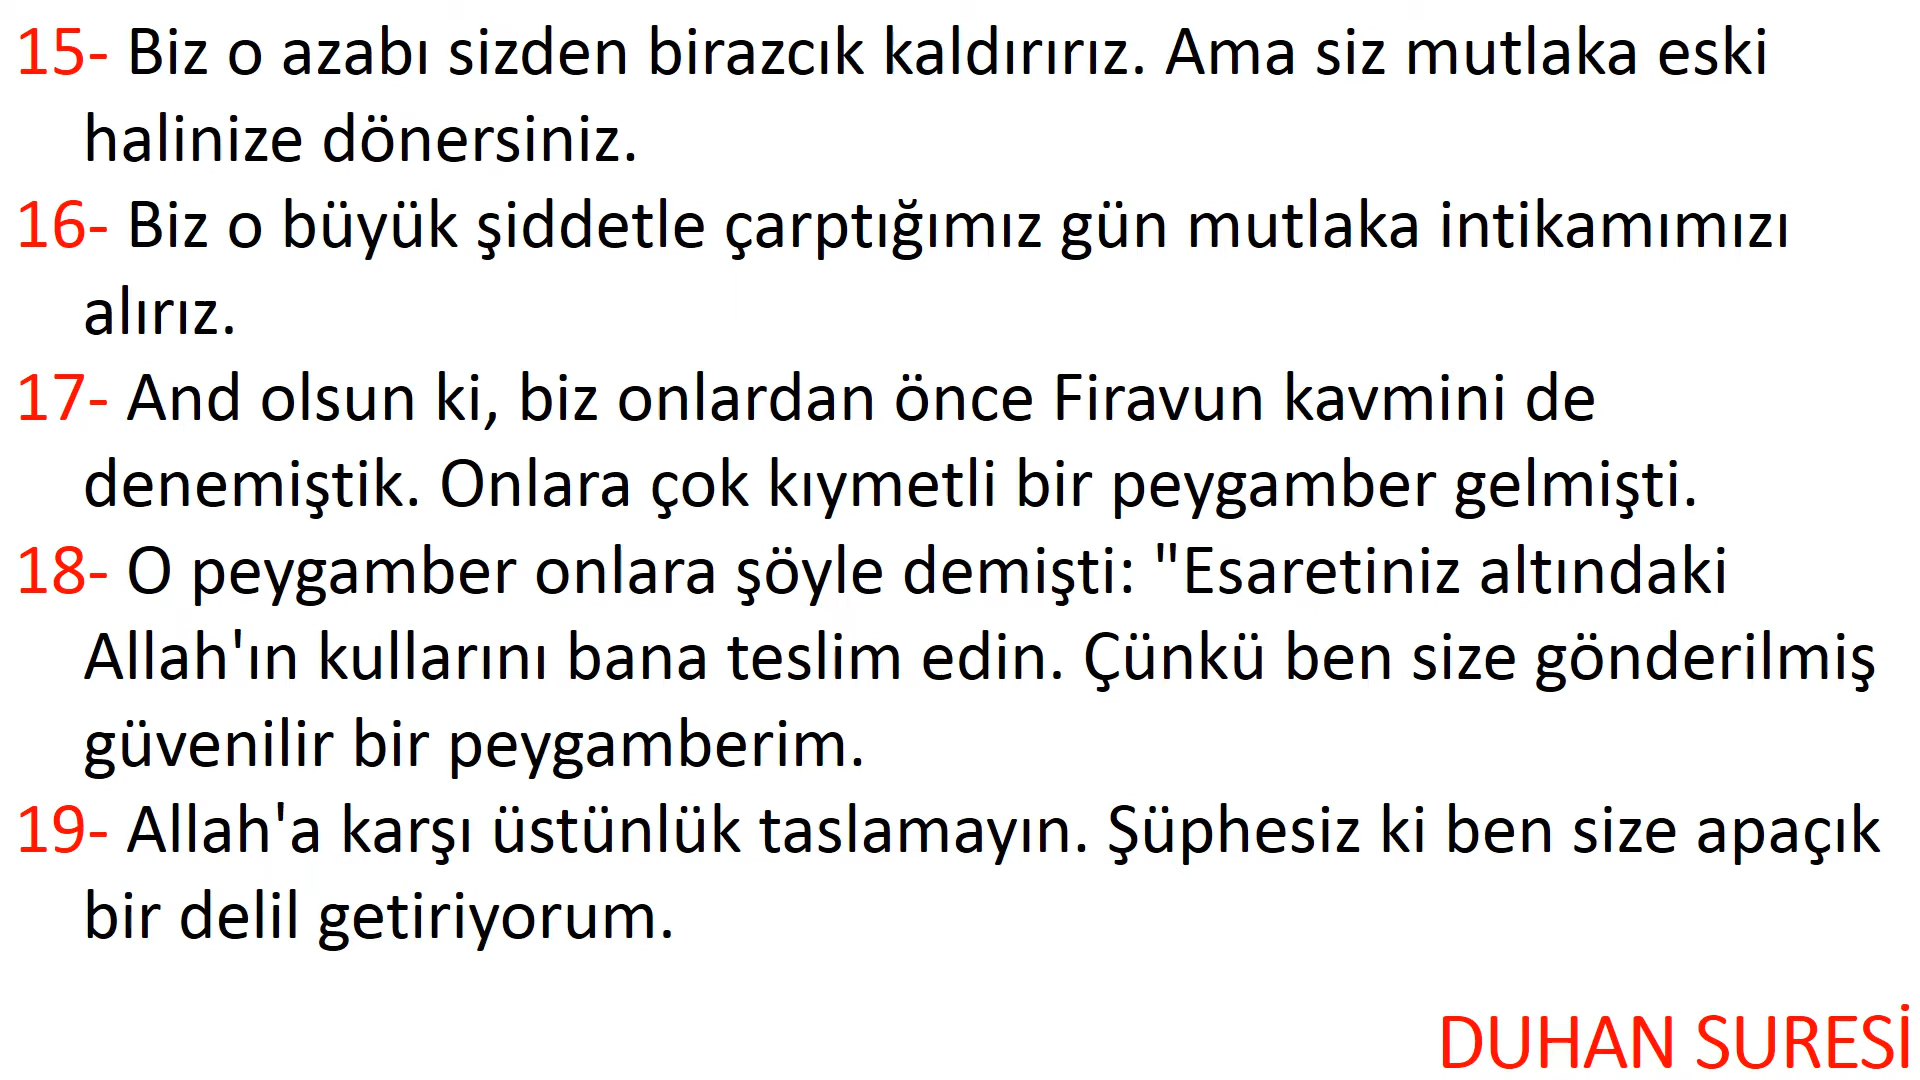 15- Biz o azabı sizden birazcık kaldırırız. Ama siz mutlaka eski
halinize dönersiniz.
16- Biz o büyük şiddetle çarptığımız gün mutlaka intikamımızı
alırız.
17- And olsun ki, biz onlardan önce Firavun kavmini de
denemiştik. Onlara çok kıymetli bir peygamber gelmişti.
18- O peygamber onlara şöyle demişti: "Esaretiniz altındaki
Allah'ın kullarını bana teslim edin. Çünkü ben size gönderilmiş
güvenilir bir peygamberim.
19- Allah'a karşı üstünlük taslamayın. Şüphesiz ki ben size apaçık
bir delil getiriyorum.
DUHAN SURESİ